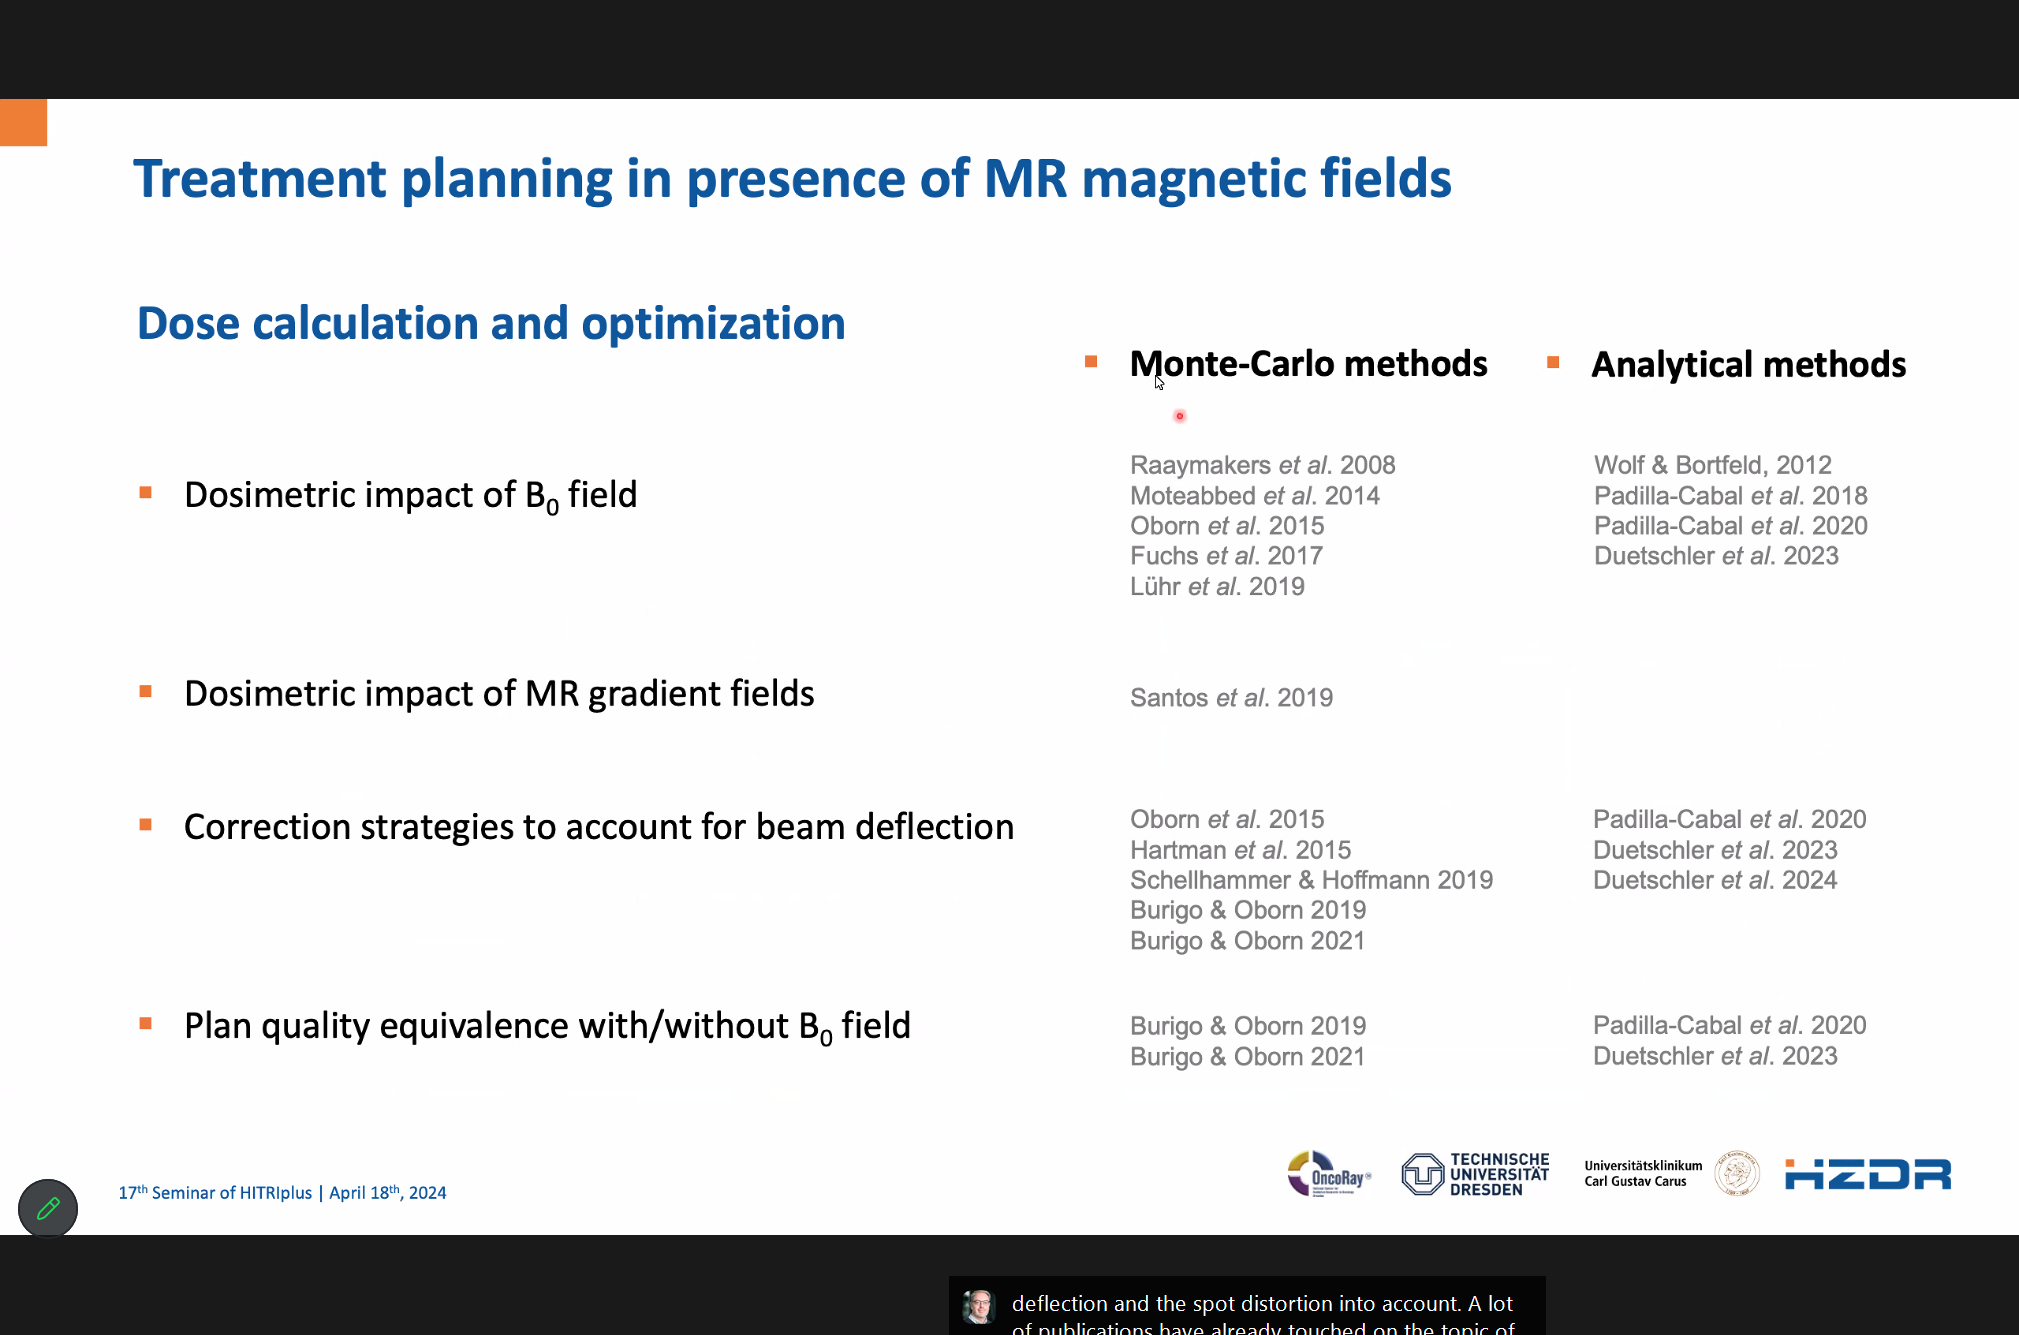 Treatment planning in presence of MR magnetic fields
Dose calculation and optimization
Monte-Carlo methods
Analytical methods
Dosimetric impact of B0 field
Raaymakers et al. 2008
Moteabbed et al. 2014
Oborn et al. 2015
Fuchs et al. 2017
Lühr et al. 2019
Wolf & Bortfeld, 2012
Padilla-Cabal et al. 2018
Padilla-Cabal et al. 2020
Duetschler et al. 2023
Dosimetric impact of MR gradient fields
Santos et al. 2019
Correction strategies to account for beam deflection
Oborn et al. 2015
Hartman et al. 2015
Schellhammer & Hoffmann 2019
Burigo & Oborn 2019
Burigo & Oborn 2021
Padilla-Cabal et al. 2020
Duetschler et al. 2023
Duetschler et al. 2024
Plan quality equivalence with/without B0 field
Burigo & Oborn 2019
Burigo & Oborn 2021
Padilla-Cabal et al. 2020
Duetschler et al. 2023
17th Seminar of HITRIplus | April 18th, 2024
OncoRay®
TECHNISCHE
UNIVERSITÄT
DRESDEN
Universitätsklinikum
Carl Gustav Carus
HZDR
deflection and the spot distortion into account. A lot
of publications have already touched on the topic of